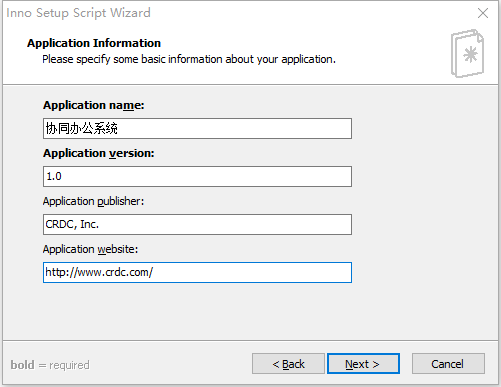 Inno Setup Script Wizard
Application Information
Please specify some basic information about your application.
Application name:
协同办公系统
Application version:
1.0
Application publisher:
CRDC, Inc.
Application website:
http://www.crdc.com/
bold = required
< Back
Next >
Cancel